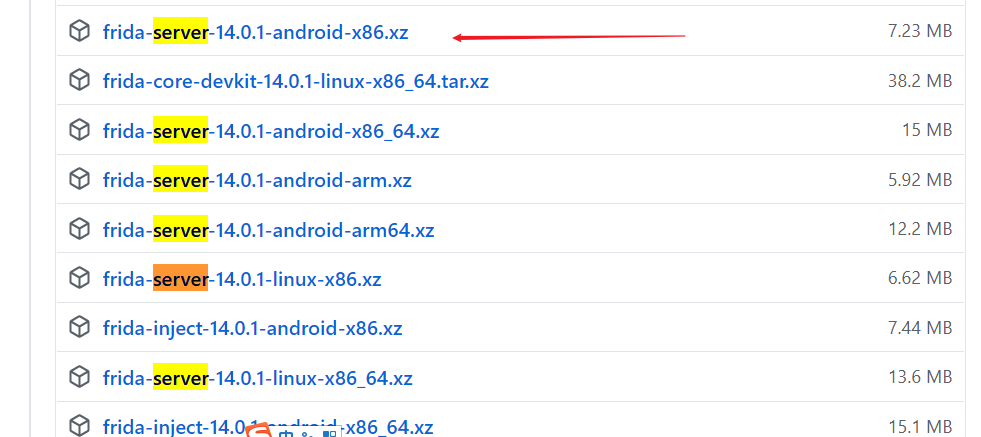 frida-server-14.0.1-android-x86.xz 7.23 MB
frida-core-devkit-14.0.1-linux-x86_64.tar.xz 38.2 MB
frida-server-14.0.1-android-x86_64.xz 15 MB
frida-server-14.0.1-android-arm.xz 5.92 MB
frida-server-14.0.1-android-arm64.xz 12.2 MB
frida-server-14.0.1-linux-x86.xz 6.62 MB
frida-inject-14.0.1-android-x86.xz 7.44 MB
frida-server-14.0.1-linux-x86_64.xz 13.6 MB
frida-inject-14.0.1-android-x86_64.xz 15.1 MB